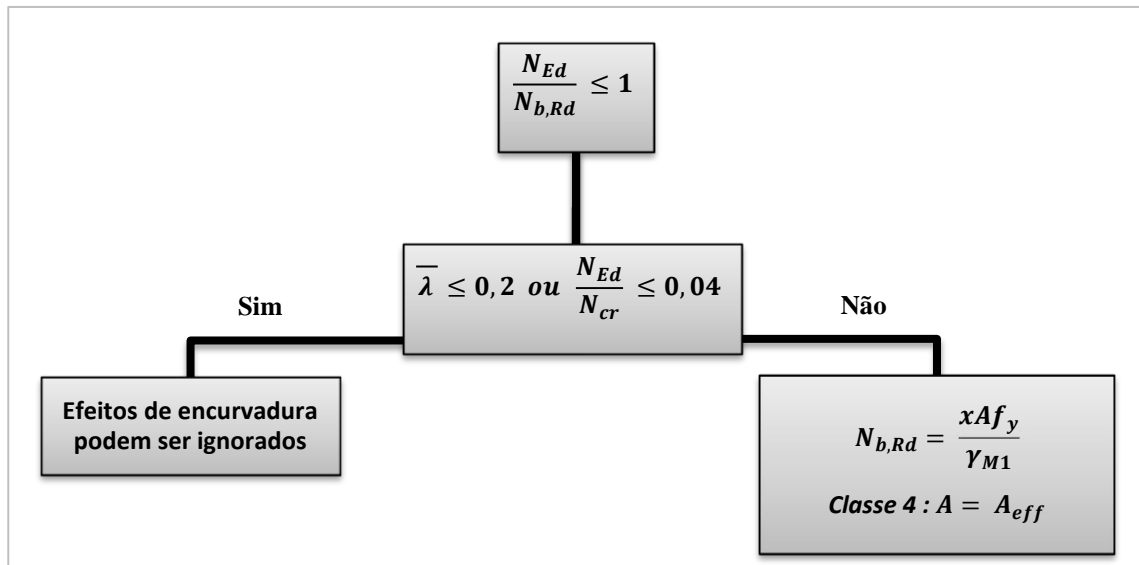 N_Ed / N_b,Rd ≤ 1
λ̅ ≤ 0,2 ou N_Ed / N_cr ≤ 0,04
Sim
Não
Efeitos de encurvadura
podem ser ignorados
N_b,Rd = xAf_y / γ_M1
Classe 4 : A = A_eff